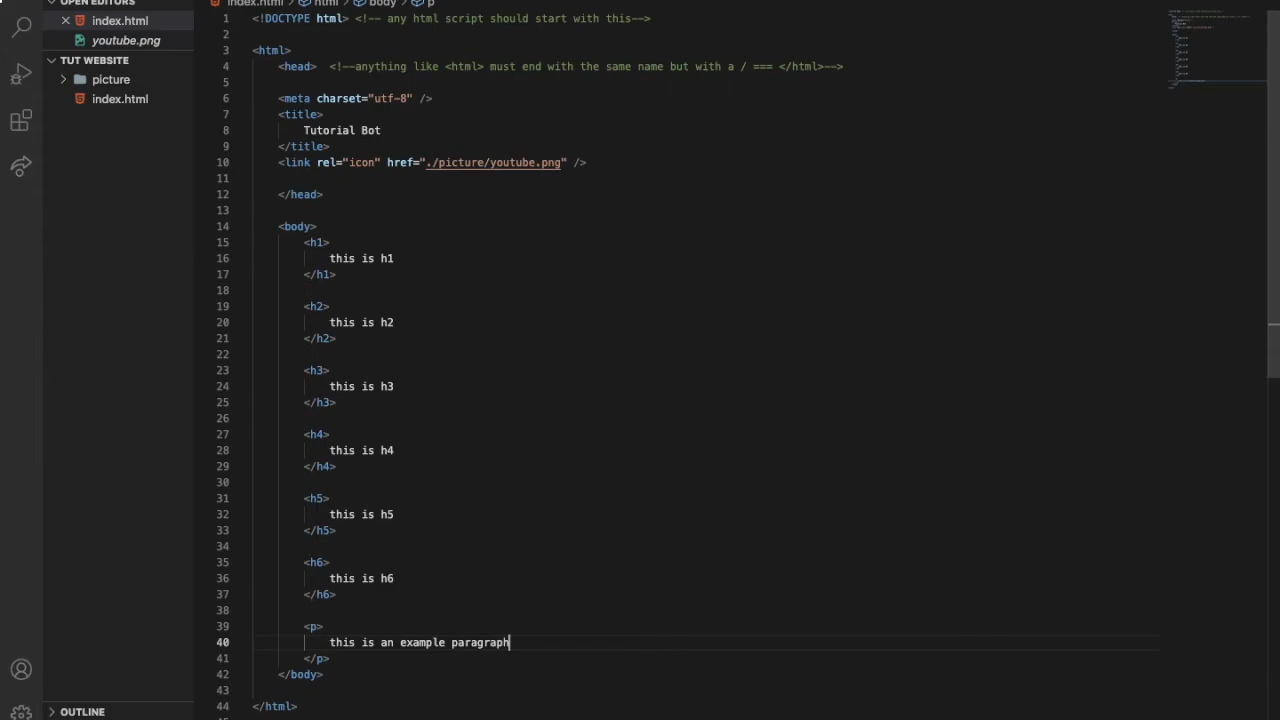 OPEN EDITORS
index.html
youtube.png
TUT WEBSITE
picture
index.html
OUTLINE
index.html > html > body > p
1 <!DOCTYPE html> <!-- any html script should start with this-->
2
3 <html>
4 <head> <!--anything like <html> must end with the same name but with a / === </html>-->
5
6 <meta charset="utf-8" />
7 <title>
8 Tutorial Bot
9 </title>
10 <link rel="icon" href="./picture/youtube.png" />
11
12 </head>
13
14 <body>
15 <h1>
16 this is h1
17 </h1>
18
19 <h2>
20 this is h2
21 </h2>
22
23 <h3>
24 this is h3
25 </h3>
26
27 <h4>
28 this is h4
29 </h4>
30
31 <h5>
32 this is h5
33 </h5>
34
35 <h6>
36 this is h6
37 </h6>
38
39 <p>
40 this is an example paragraph
41 </p>
42 </body>
43
44 </html>